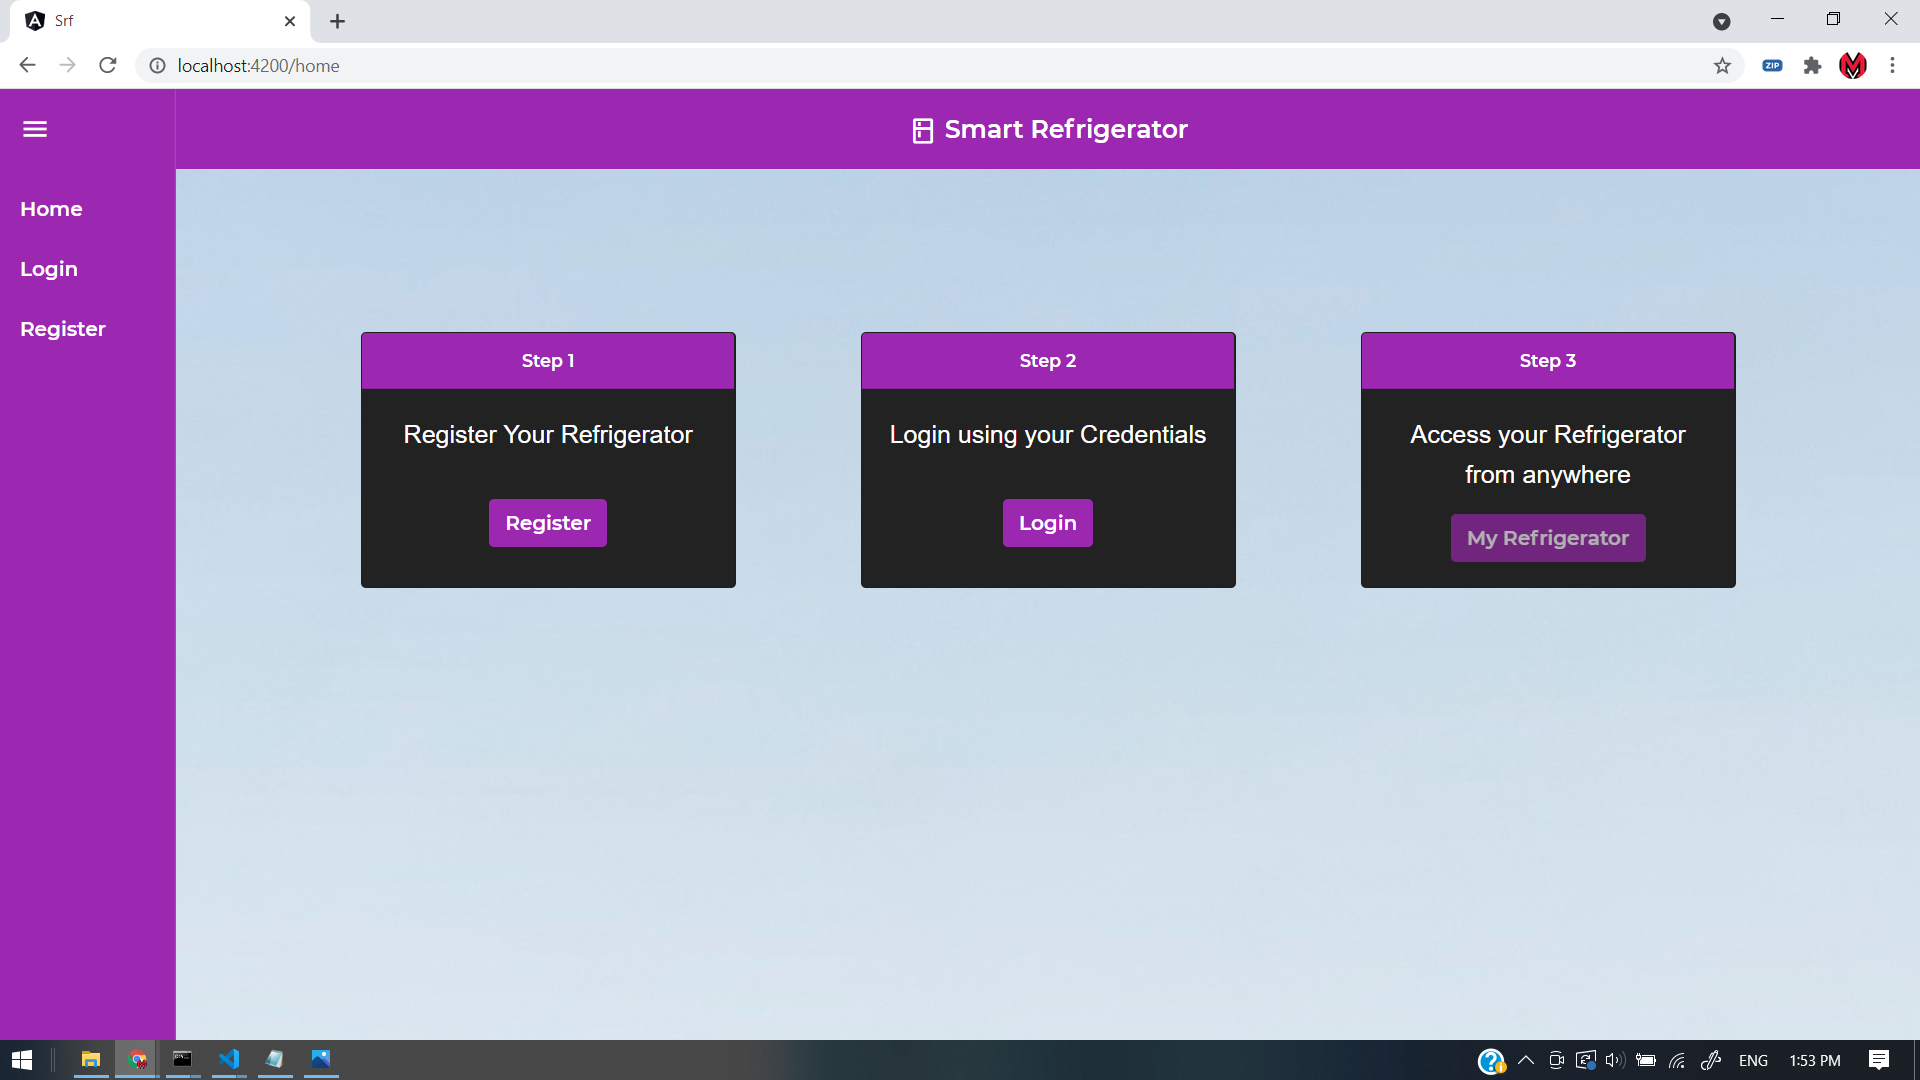 Srf
localhost:4200/home
ZIP
Smart Refrigerator
Home
Login
Register
Step 1
Register Your Refrigerator
Register
Step 2
Login using your Credentials
Login
Step 3
Access your Refrigerator
from anywhere
My Refrigerator
ENG
1:53 PM